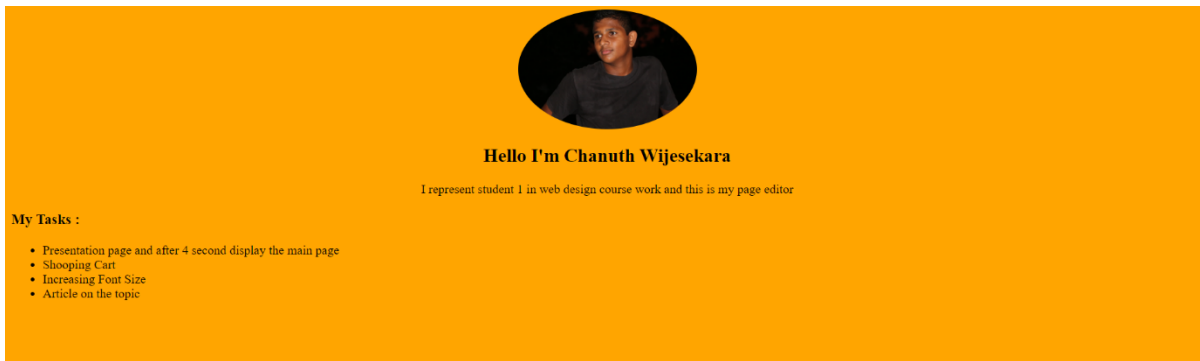 Hello I'm Chanuth Wijesekara
I represent student 1 in web design course work and this is my page editor
My Tasks :
Presentation page and after 4 second display the main page
Shooping Cart
Increasing Font Size
Article on the topic